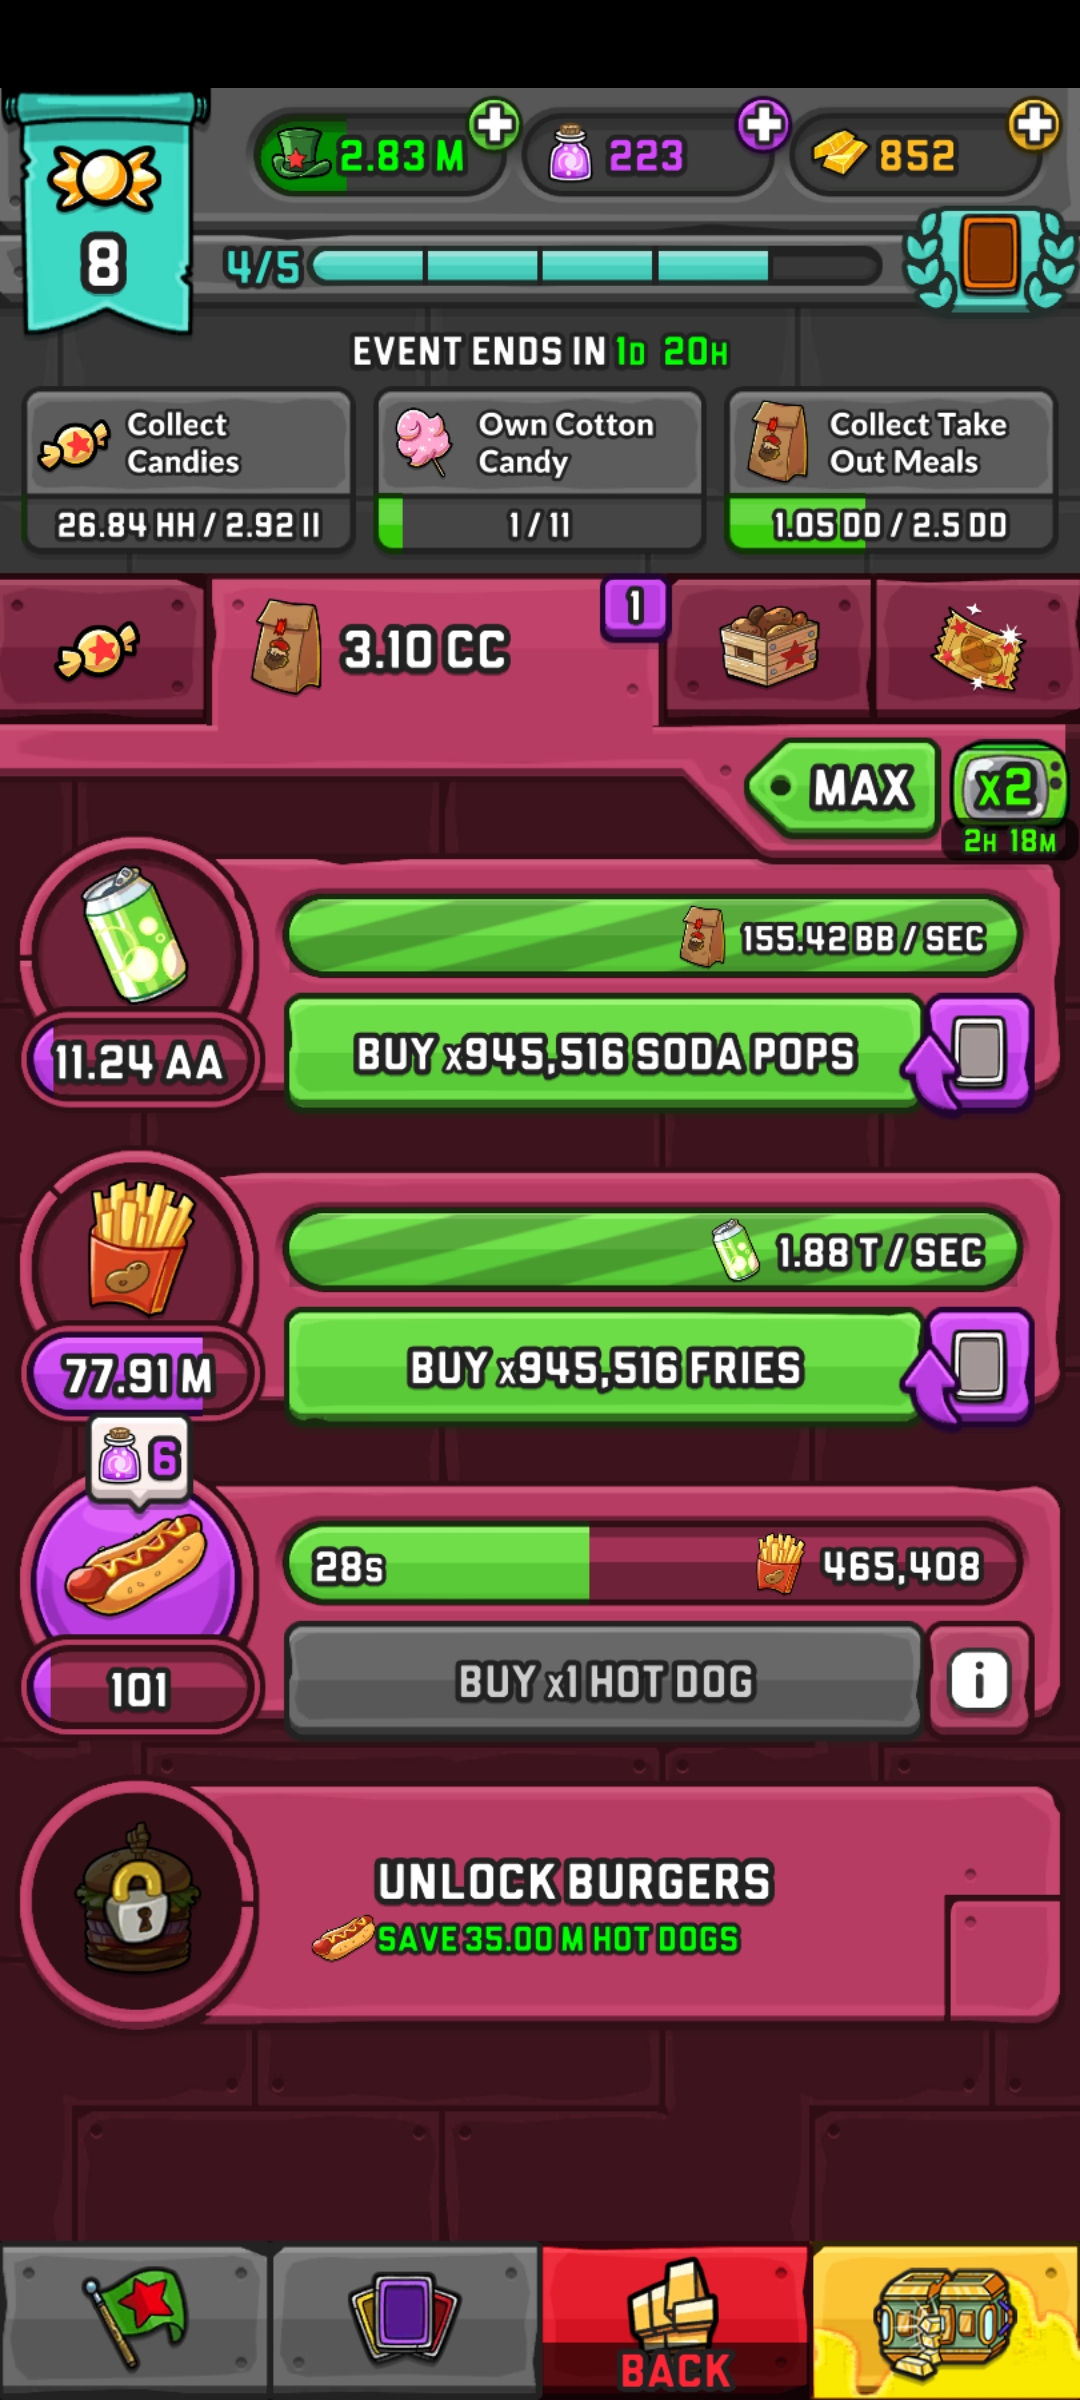 2.83 M
223
852
8
4/5
EVENT ENDS IN 1D 20H
Collect Candies
26.84 HH / 2.92 II
Own Cotton Candy
1 / 11
Collect Take Out Meals
1.05 DD / 2.5 DD
3.10 CC
1
MAX
x2
2H 18M
155.42 BB / SEC
11.24 AA
BUY x945,516 SODA POPS
1.88 T / SEC
77.91 M
BUY x945,516 FRIES
6
28s
465,408
101
BUY x1 HOT DOG
i
UNLOCK BURGERS
SAVE 35.00 M HOT DOGS
BACK